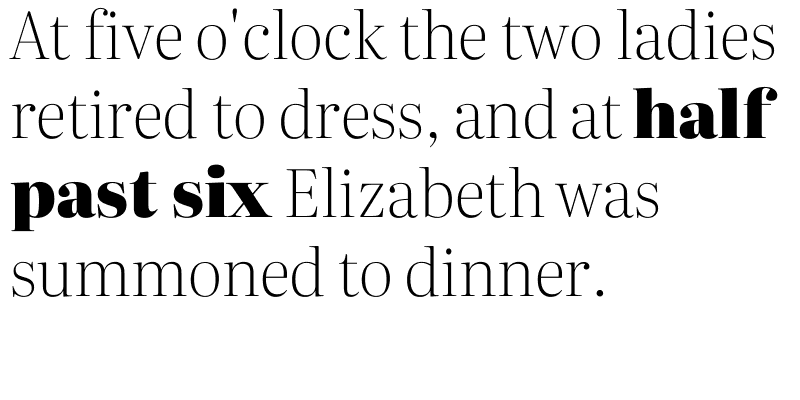 At five o'clock the two ladies
retired to dress, and at half
past six Elizabeth was
summoned to dinner.